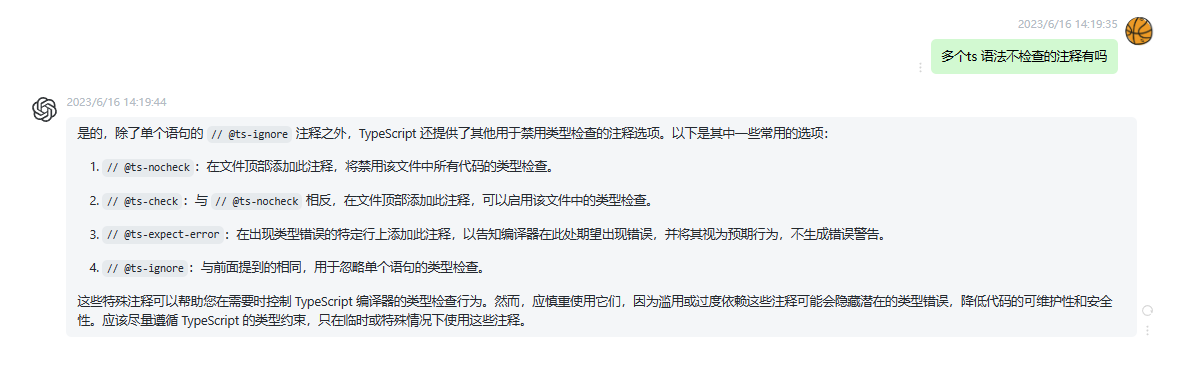 2023/6/16 14:19:35
多个ts 语法不检查的注释有吗
2023/6/16 14:19:44
是的，除了单个语句的 // @ts-ignore 注释之外，TypeScript 还提供了其他用于禁用类型检查的注释选项。以下是其中一些常用的选项：
1. // @ts-nocheck：在文件顶部添加此注释，将禁用该文件中所有代码的类型检查。
2. // @ts-check：与 // @ts-nocheck 相反，在文件顶部添加此注释，可以启用该文件中的类型检查。
3. // @ts-expect-error：在出现类型错误的特定行上添加此注释，以告知编译器在此处期望出现错误，并将其视为预期行为，不生成错误警告。
4. // @ts-ignore：与前面提到的相同，用于忽略单个语句的类型检查。
这些特殊注释可以帮助您在需要时控制 TypeScript 编译器的类型检查行为。然而，应慎重使用它们，因为滥用或过度依赖这些注释可能会隐藏潜在的类型错误，降低代码的可维护性和安全
性。应该尽量遵循 TypeScript 的类型约束，只在临时或特殊情况下使用这些注释。